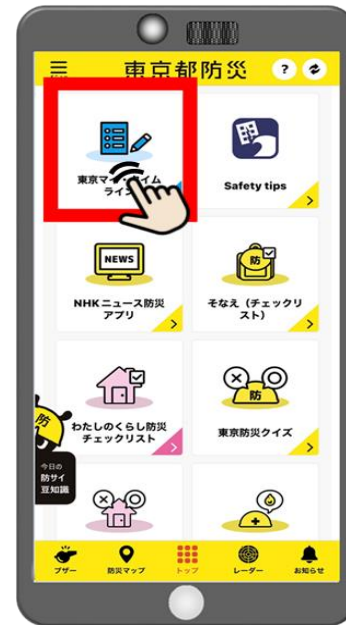 東京都防災
?
東京マイ・タイム
ライン
Safety tips
NEWS
防
NHK ニュース防災
アプリ
そなえ（チェックリ
スト）
防
わたしのくらし防災
チェックリスト
東京防災クイズ
防
今日の
防サイ
豆知識
ブザー
防災マップ
トップ
レーダー
お知らせ